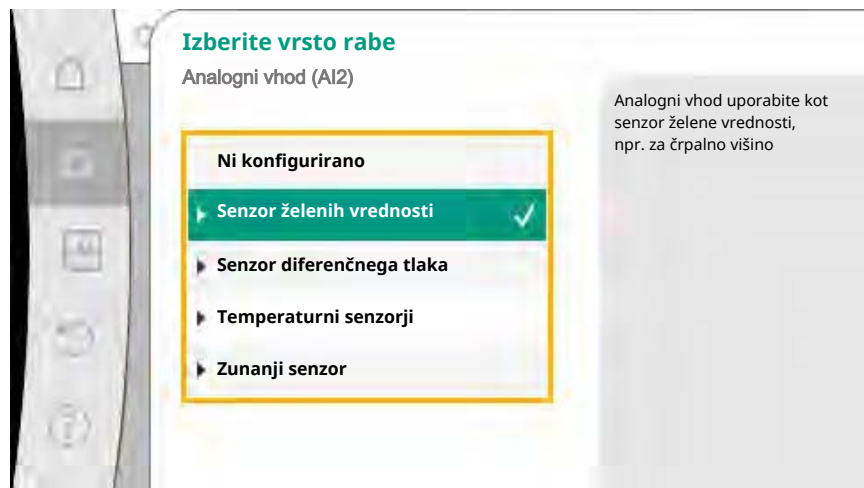 Izberite vrsto rabe
Analogni vhod (AI2)
Ni konfigurirano
Senzor želenih vrednosti
Senzor diferenčnega tlaka
Temperaturni senzorji
Zunanji senzor
Analogni vhod uporabite kot
senzor želene vrednosti,
npr. za črpalno višino